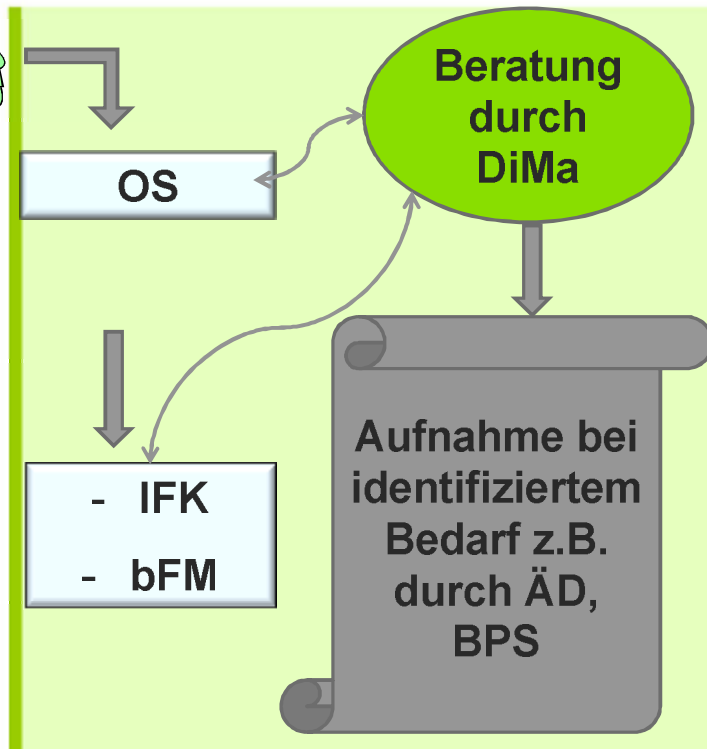 Beratung
durch
DiMa
OS
- IFK
- bFM
Aufnahme bei
identifiziertem
Bedarf z.B.
durch ÄD,
BPS